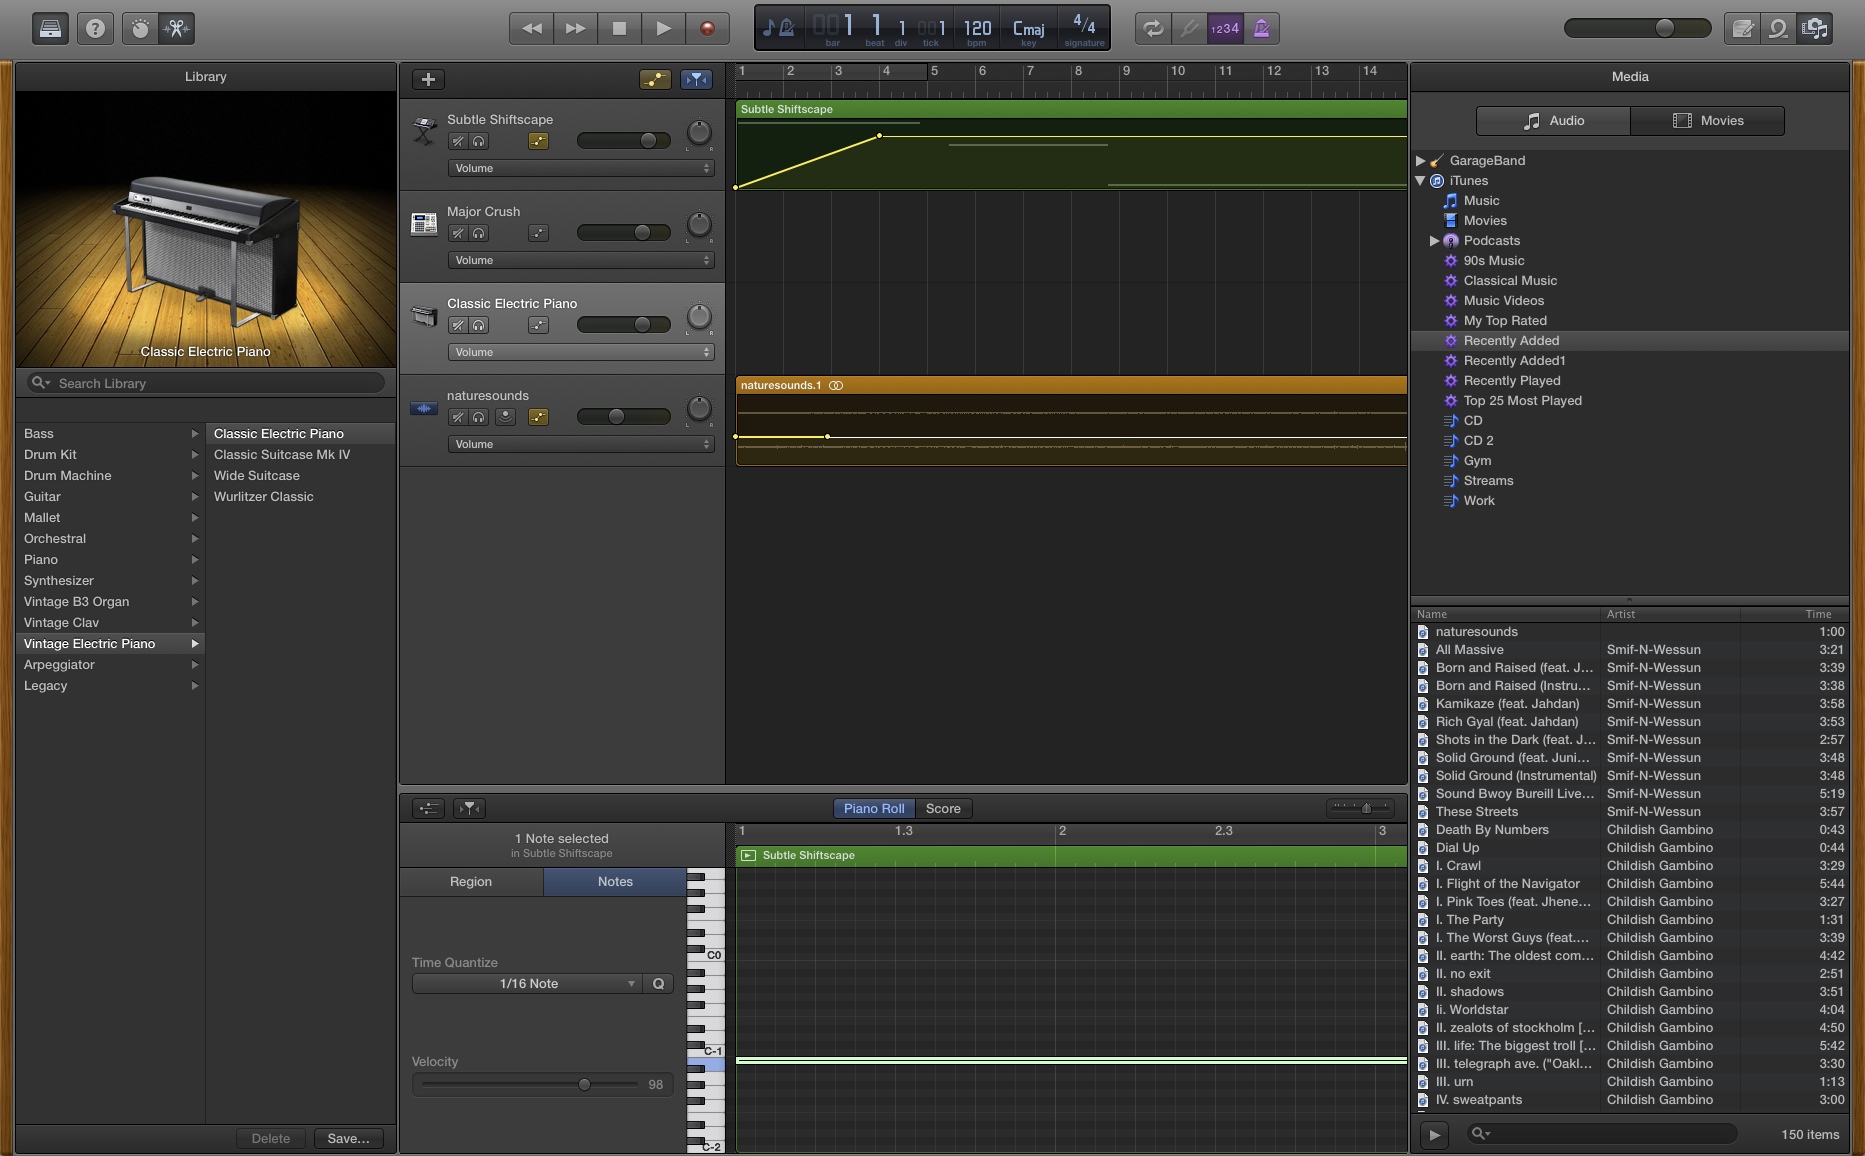 1 1 1 1 120 Cmaj 4/4
bar beat div tick bpm key signature
1234
Library
Classic Electric Piano
Search Library
Bass
Drum Kit
Drum Machine
Guitar
Mallet
Orchestral
Piano
Synthesizer
Vintage B3 Organ
Vintage Clav
Vintage Electric Piano
Arpeggiator
Legacy
Classic Electric Piano
Classic Suitcase Mk IV
Wide Suitcase
Wurlitzer Classic
Delete
Save...
1 2 3 4 5 6 7 8 9 10 11 12 13 14
Subtle Shiftscape
L R
Volume
Major Crush
L R
Volume
Classic Electric Piano
L R
Volume
naturesounds
L R
Volume
Subtle Shiftscape
naturesounds.1
Piano Roll
Score
1 Note selected
in Subtle Shiftscape
Region
Notes
Time Quantize
1/16 Note
Q
Velocity
98
C0
C-1
C-2
1 1.3 2 2.3 3
Subtle Shiftscape
Media
Audio
Movies
GarageBand
iTunes
Music
Movies
Podcasts
90s Music
Classical Music
Music Videos
My Top Rated
Recently Added
Recently Added1
Recently Played
Top 25 Most Played
CD
CD 2
Gym
Streams
Work
Name Artist Time
naturesounds 1:00
All Massive Smif-N-Wessun 3:21
Born and Raised (feat. J... Smif-N-Wessun 3:39
Born and Raised (Instru... Smif-N-Wessun 3:38
Kamikaze (feat. Jahdan) Smif-N-Wessun 3:58
Rich Gyal (feat. Jahdan) Smif-N-Wessun 3:53
Shots in the Dark (feat. J... Smif-N-Wessun 2:57
Solid Ground (feat. Juni... Smif-N-Wessun 3:48
Solid Ground (Instrumental) Smif-N-Wessun 3:48
Sound Bwoy Bureill Live... Smif-N-Wessun 5:19
These Streets Smif-N-Wessun 3:57
Death By Numbers Childish Gambino 0:43
Dial Up Childish Gambino 0:44
I. Crawl Childish Gambino 3:29
I. Flight of the Navigator Childish Gambino 5:44
I. Pink Toes (feat. Jhene... Childish Gambino 3:27
I. The Party Childish Gambino 1:31
I. The Worst Guys (feat.... Childish Gambino 3:39
II. earth: The oldest com... Childish Gambino 4:42
II. no exit Childish Gambino 2:51
II. shadows Childish Gambino 3:51
Ii. Worldstar Childish Gambino 4:04
II. zealots of stockholm [... Childish Gambino 4:50
III. life: The biggest troll [... Childish Gambino 5:42
III. telegraph ave. ("Oakl... Childish Gambino 3:30
III. urn Childish Gambino 1:13
IV. sweatpants Childish Gambino 3:00
150 items